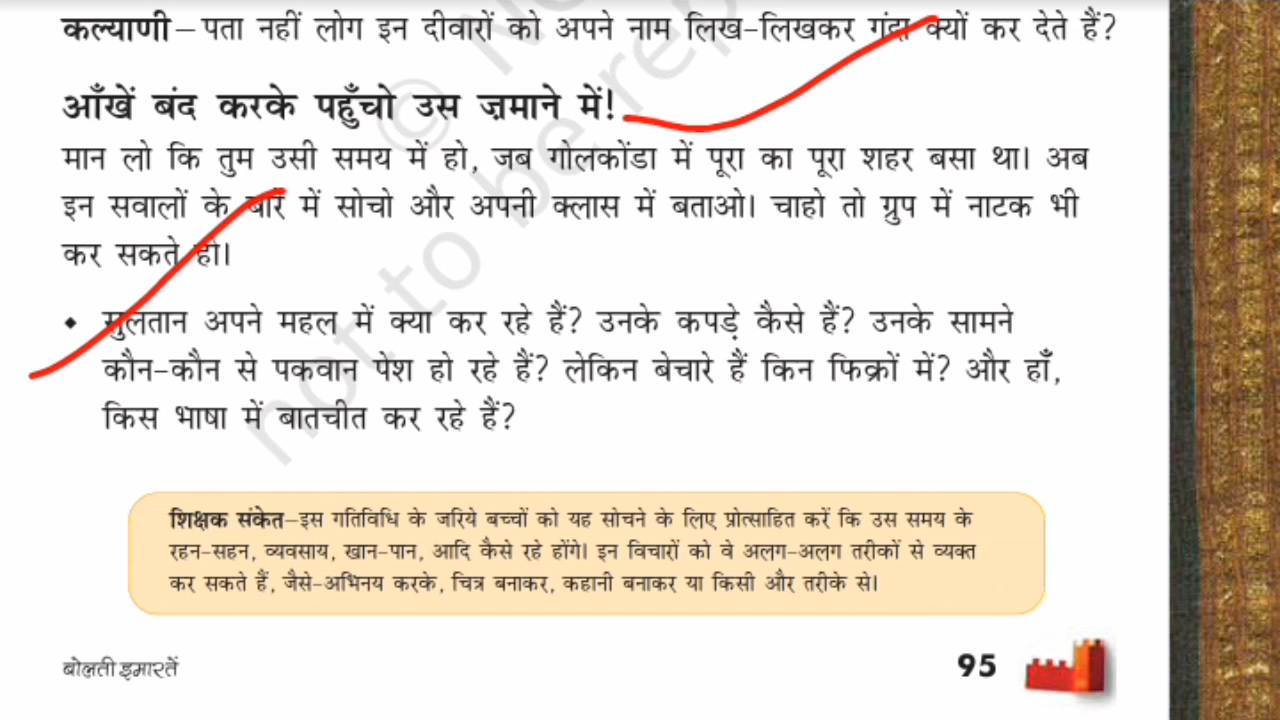 कल्याणी—पता नहीं लोग इन दीवारों को अपने नाम लिख-लिखकर गंदा क्यों कर देते हैं?
आँखें बंद करके पहुँचो उस ज़माने में!
मान लो कि तुम उसी समय में हो, जब गोलकोंडा में पूरा का पूरा शहर बसा था। अब
इन सवालों के बारे में सोचो और अपनी क्लास में बताओ। चाहो तो ग्रुप में नाटक भी
कर सकते हो।
• सुलतान अपने महल में क्या कर रहे हैं? उनके कपड़े कैसे हैं? उनके सामने
कौन-कौन से पकवान पेश हो रहे हैं? लेकिन बेचारे हैं किन फिक्रों में? और हाँ,
किस भाषा में बातचीत कर रहे हैं?
शिक्षक संकेत—इस गतिविधि के जरिये बच्चों को यह सोचने के लिए प्रोत्साहित करें कि उस समय के
रहन-सहन, व्यवसाय, खान-पान, आदि कैसे रहे होंगे। इन विचारों को वे अलग-अलग तरीकों से व्यक्त
कर सकते हैं, जैसे-अभिनय करके, चित्र बनाकर, कहानी बनाकर या किसी और तरीके से।
बोलती इमारतें
95
not to be rep